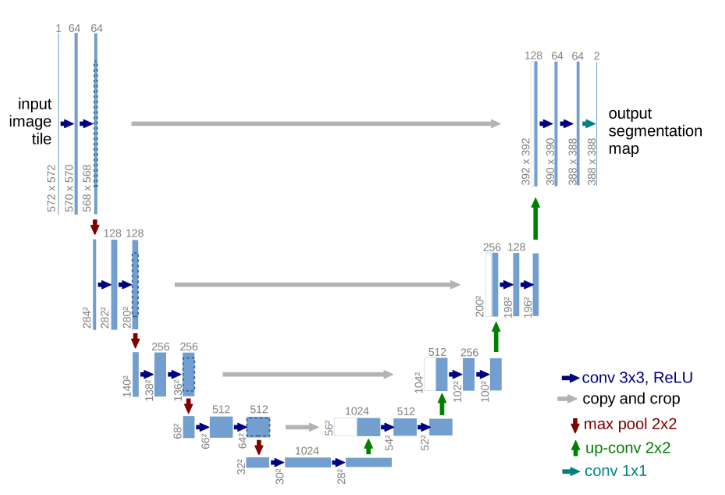 1 64 64
128 64 64 2
input
image
tile
output
segmentation
map
572 x 572
570 x 570
568 x 568
392 x 392
390 x 390
388 x 388
388 x 388
128 128
256 128
284²
282²
280²
200²
198²
196²
256 256
512 256
140²
138²
136²
104²
102²
100²
512 512
1024 512
68²
66²
64²
56²
54²
52²
1024
32²
30²
28²
conv 3x3, ReLU
copy and crop
max pool 2x2
up-conv 2x2
conv 1x1